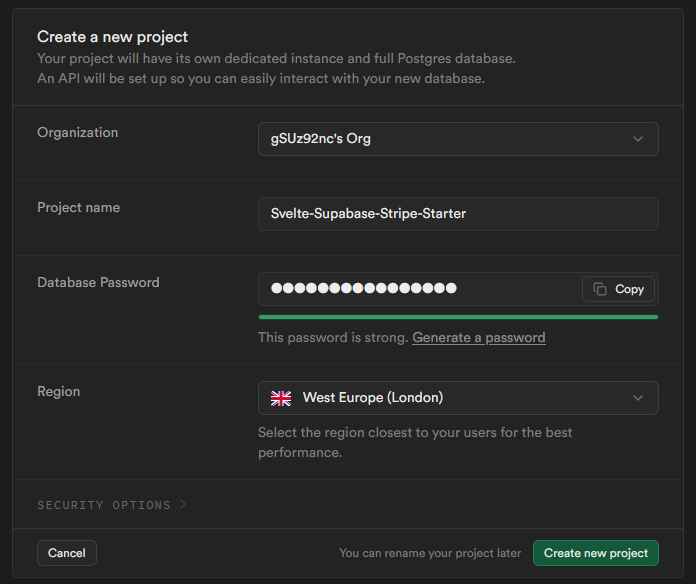 Create a new project
Your project will have its own dedicated instance and full Postgres database.
An API will be set up so you can easily interact with your new database.
Organization
gSUz92nc's Org
Project name
Svelte-Supabase-Stripe-Starter
Database Password
Copy
This password is strong. Generate a password
Region
West Europe (London)
Select the region closest to your users for the best
performance.
SECURITY OPTIONS
Cancel
You can rename your project later
Create new project